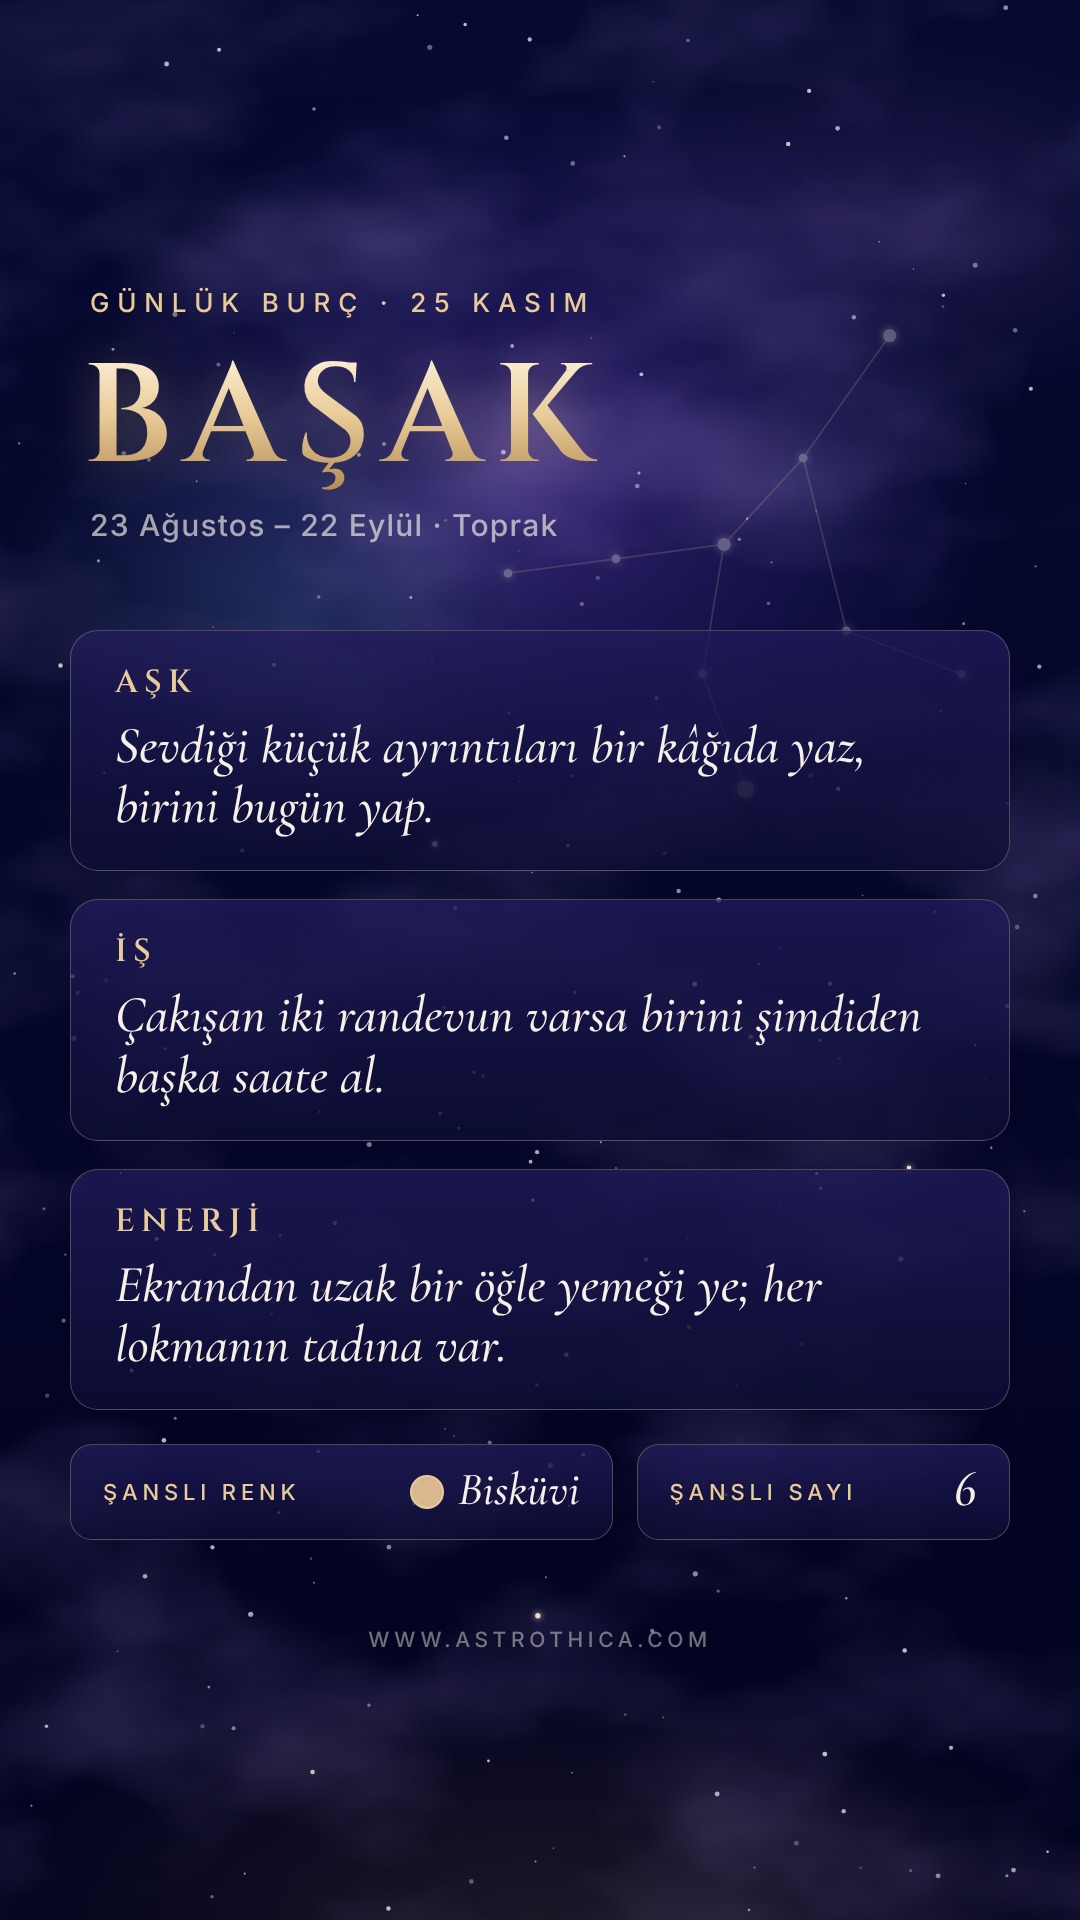 GÜNLÜK BURÇ · 25 KASIM
BAŞAK
23 Ağustos – 22 Eylül · Toprak
AŞK
Sevdiği küçük ayrıntıları bir kâğıda yaz,
birini bugün yap.
İŞ
Çakışan iki randevun varsa birini şimdiden
başka saate al.
ENERJİ
Ekrandan uzak bir öğle yemeği ye; her
lokmanın tadına var.
ŞANSLI RENK Bisküvi
ŞANSLI SAYI 6
WWW.ASTROTHICA.COM